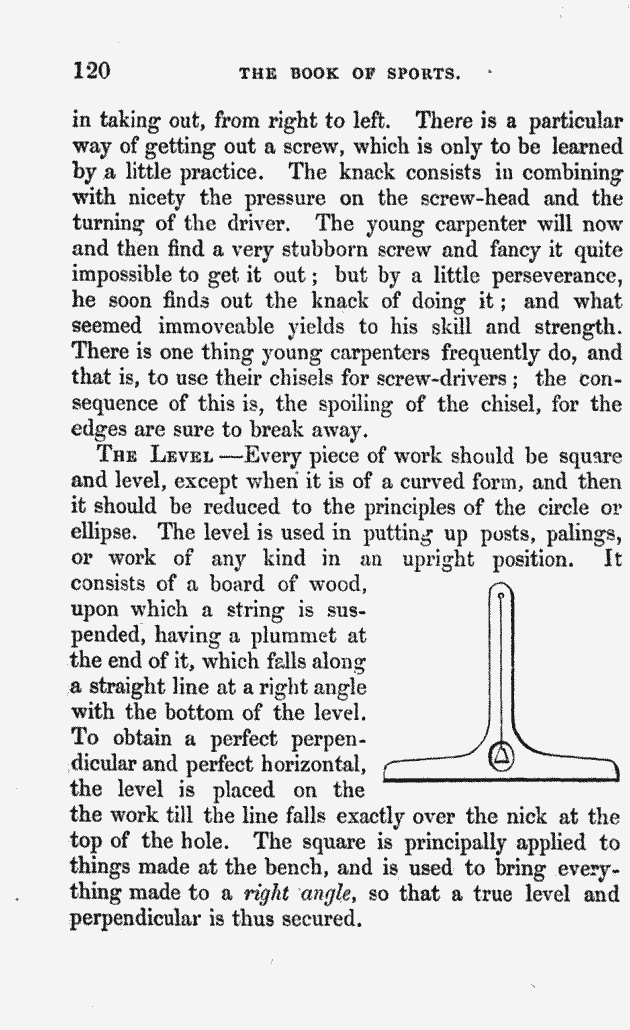 120 THE BOOK OF SPORTS.
in taking out, from right to left. There is a particular
way of getting out a screw, which is only to be learned
by a little practice. The knack consists in combining
with nicety the pressure on the screw-head and the
turning of the driver. The young carpenter will now
and then find a very stubborn screw and fancy it quite
impossible to get it out ; but by a little perseverance,
he soon finds out the knack of doing it ; and what
seemed immoveable yields to his skill and strength.
There is one thing young carpenters frequently do, and
that is, to use their chisels for screw-drivers ; the con-
sequence of this is, the spoiling of the chisel, for the
edges are sure to break away.
THE LEVEL —Every piece of work should be square
and level, except when it is of a curved form, and then
it should be reduced to the principles of the circle or
ellipse. The level is used in putting up posts, palings,
or work of any kind in an upright position. It
consists of a board of wood,
upon which a string is sus-
pended, having a plummet at
the end of it, which falls along
a straight line at a right angle
with the bottom of the level.
To obtain a perfect perpen-
dicular and perfect horizontal,
the level is placed on the
the work till the line falls exactly over the nick at the
top of the hole. The square is principally applied to
things made at the bench, and is used to bring every-
thing made to a right angle, so that a true level and
perpendicular is thus secured.